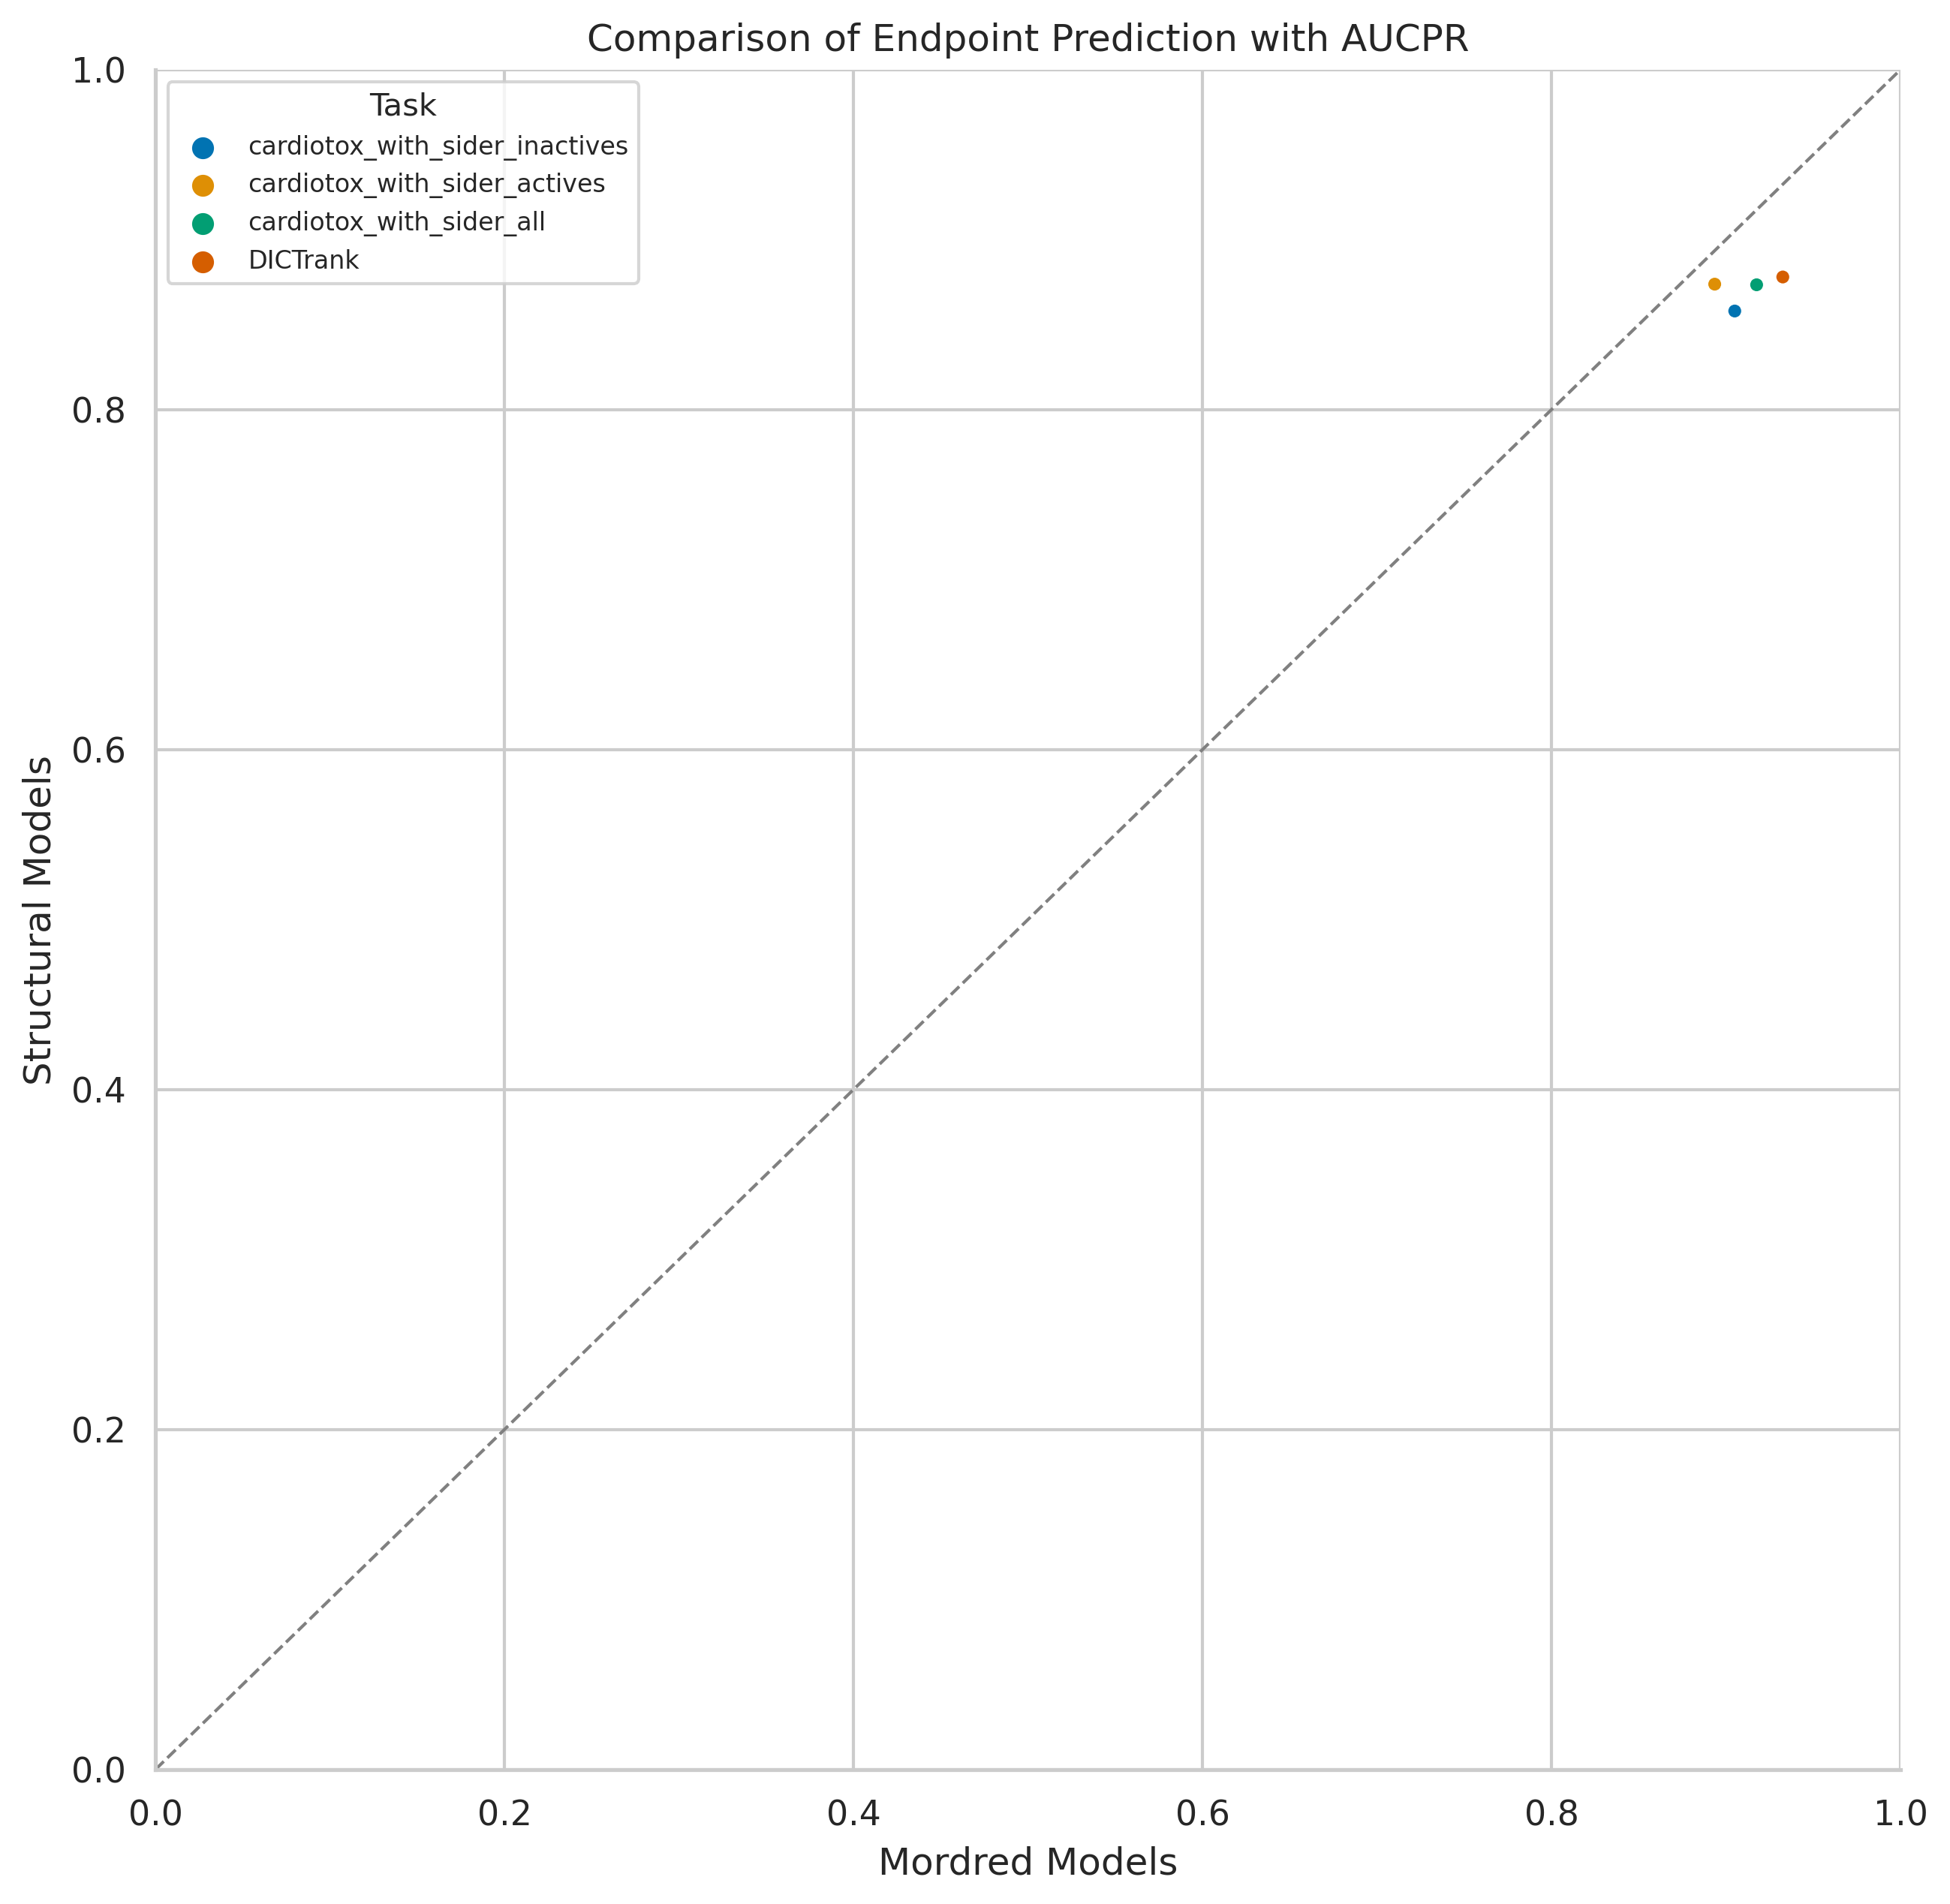 Comparison of Endpoint Prediction with AUCPR
Task
cardiotox_with_sider_inactives
cardiotox_with_sider_actives
cardiotox_with_sider_all
DICTrank
Structural Models
1.0
0.8
0.6
0.4
0.2
0.0
0.0 0.2 0.4 0.6 0.8 1.0
Mordred Models